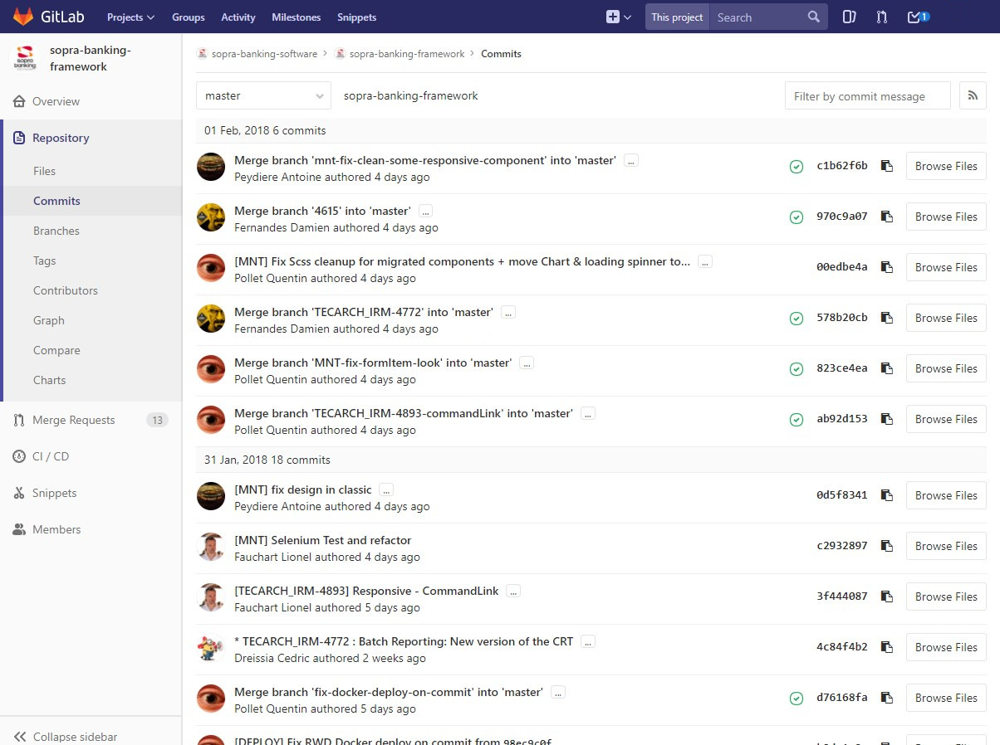 GitLab Projects Groups Activity Milestones Snippets This project Search 1
sopra banking
sopra-banking-framework
Overview
Repository
Files
Commits
Branches
Tags
Contributors
Graph
Compare
Charts
Merge Requests 13
CI / CD
Snippets
Members
Collapse sidebar
sopra-banking-software > sopra-banking-framework > Commits
master sopra-banking-framework Filter by commit message
01 Feb, 2018 6 commits
Merge branch 'mnt-fix-clean-some-responsive-component' into 'master' ...
Peydiere Antoine authored 4 days ago
c1b62f6b Browse Files
Merge branch '4615' into 'master' ...
Fernandes Damien authored 4 days ago
970c9a07 Browse Files
[MNT] Fix Scss cleanup for migrated components + move Chart & loading spinner to... ...
Pollet Quentin authored 4 days ago
00edbe4a Browse Files
Merge branch 'TECARCH_IRM-4772' into 'master' ...
Fernandes Damien authored 4 days ago
578b20cb Browse Files
Merge branch 'MNT-fix-formItem-look' into 'master' ...
Pollet Quentin authored 4 days ago
823ce4ea Browse Files
Merge branch 'TECARCH_IRM-4893-commandLink' into 'master' ...
Pollet Quentin authored 4 days ago
ab92d153 Browse Files
31 Jan, 2018 18 commits
[MNT] fix design in classic ...
Peydiere Antoine authored 4 days ago
0d5f8341 Browse Files
[MNT] Selenium Test and refactor
Fauchart Lionel authored 4 days ago
c2932897 Browse Files
[TECARCH_IRM-4893] Responsive - CommandLink ...
Fauchart Lionel authored 5 days ago
3f444087 Browse Files
* TECARCH_IRM-4772 : Batch Reporting: New version of the CRT ...
Dreissia Cedric authored 2 weeks ago
4c84f4b2 Browse Files
Merge branch 'fix-docker-deploy-on-commit' into 'master' ...
Pollet Quentin authored 5 days ago
d76168fa Browse Files
[DEPLOY] Fix RWD Docker deploy on commit from 98ec9c0f